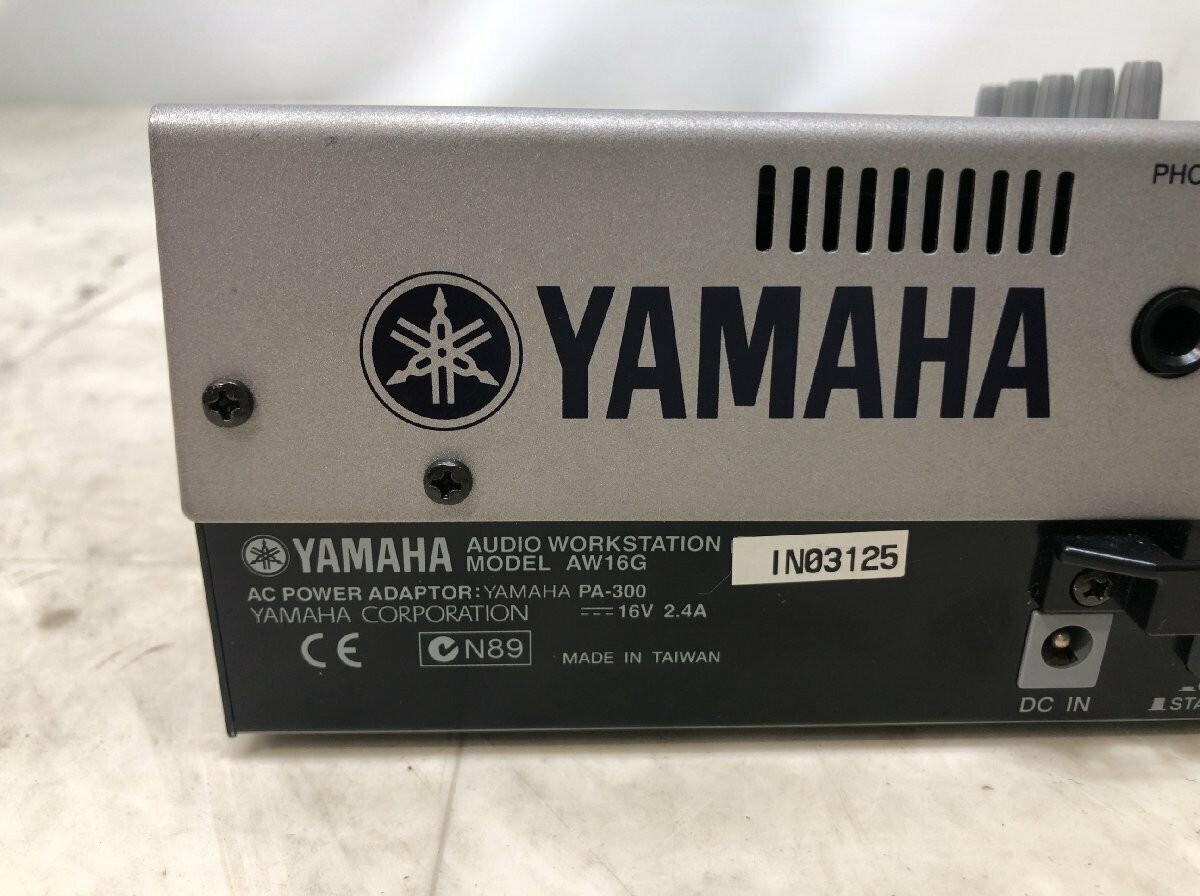 PHO
YAMAHA
YAMAHA AUDIO WORKSTATION
MODEL AW16G
IN03125
AC POWER ADAPTOR: YAMAHA PA-300
YAMAHA CORPORATION 16V 2.4A
CE N89 MADE IN TAIWAN
DC IN
STA